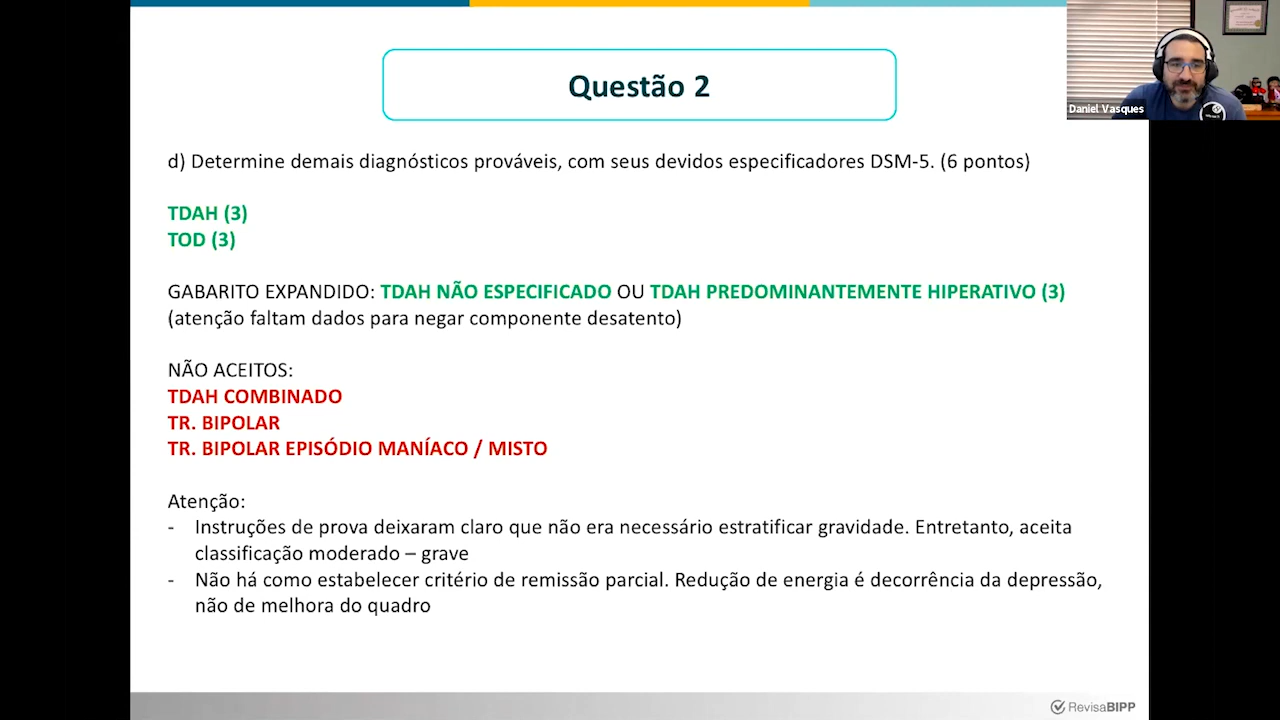 Questão 2
Daniel Vasques
d) Determine demais diagnósticos prováveis, com seus devidos especificadores DSM-5. (6 pontos)
TDAH (3)
TOD (3)
GABARITO EXPANDIDO: TDAH NÃO ESPECIFICADO OU TDAH PREDOMINANTEMENTE HIPERATIVO (3)
(atenção faltam dados para negar componente desatento)
NÃO ACEITOS:
TDAH COMBINADO
TR. BIPOLAR
TR. BIPOLAR EPISÓDIO MANÍACO / MISTO
Atenção:
- Instruções de prova deixaram claro que não era necessário estratificar gravidade. Entretanto, aceita
classificação moderado – grave
- Não há como estabelecer critério de remissão parcial. Redução de energia é decorrência da depressão,
não de melhora do quadro
RevisaBIPP